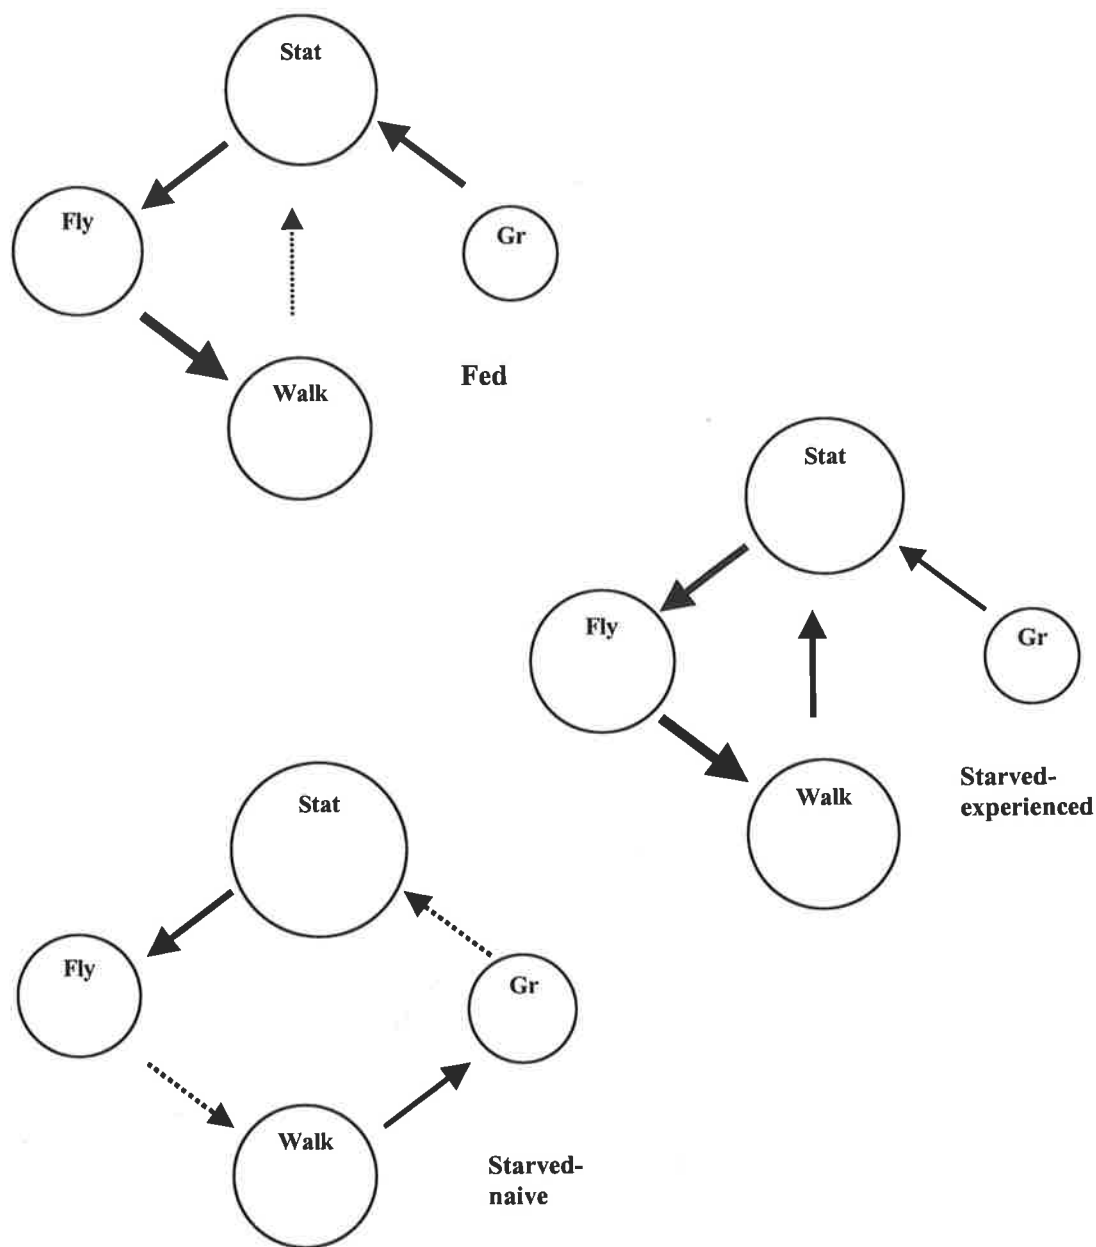 Stat
Fly
Gr
Walk
Fed
Stat
Fly
Gr
Walk
Starved-
experienced
Stat
Fly
Gr
Walk
Starved-
naive